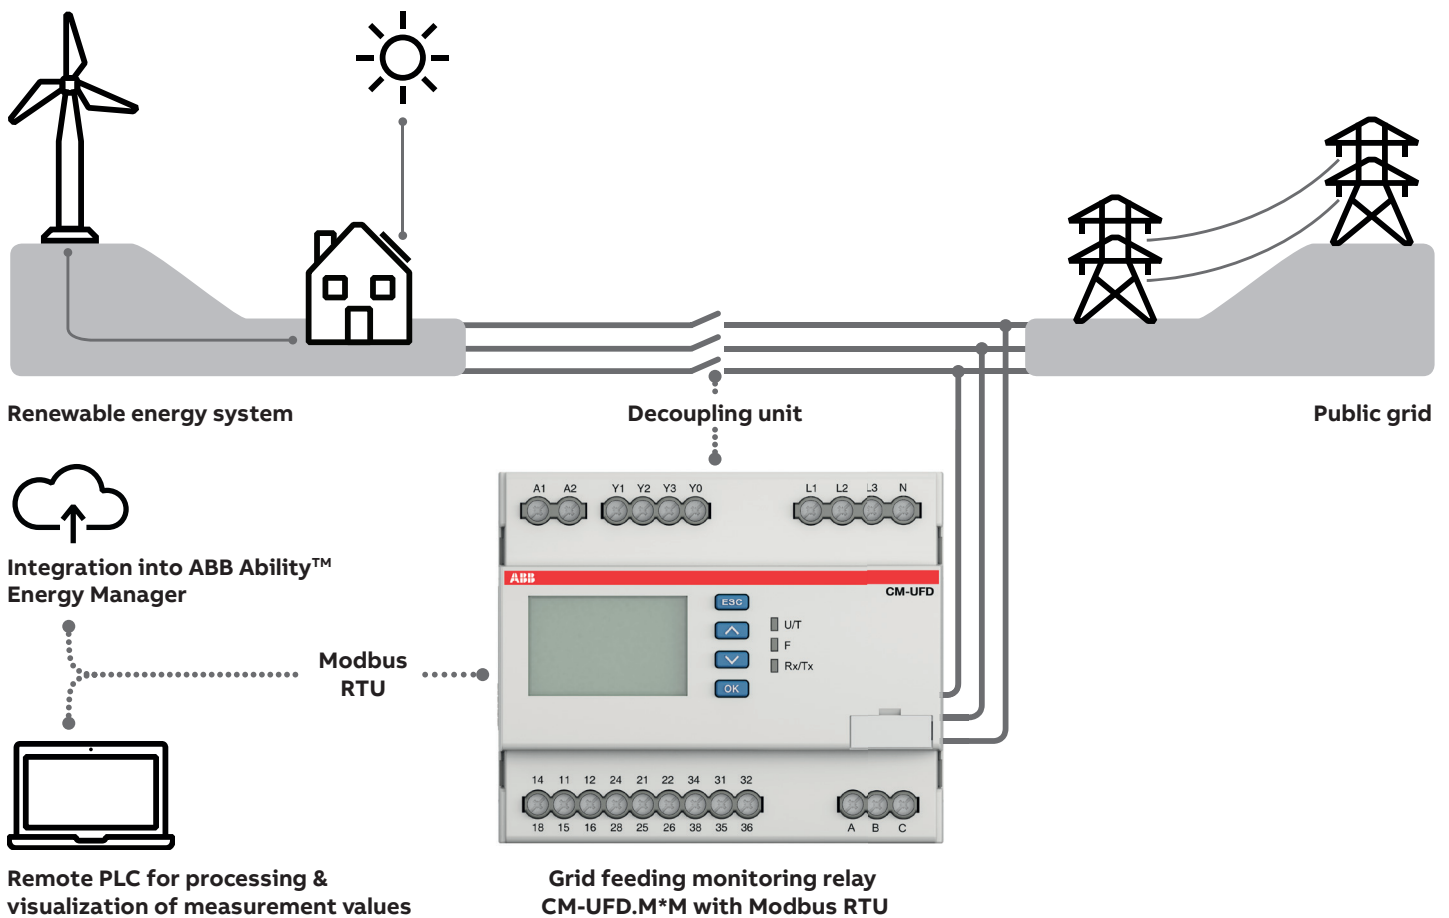 Renewable energy system
Decoupling unit
Public grid
A1 A2 Y1 Y2 Y3 Y0 L1 L2 L3 N
Integration into ABB Ability™
Energy Manager
ABB
CM-UFD
ESC
U/T
F
Rx/Tx
OK
Modbus
RTU
14 11 12 24 21 22 34 31 32
18 15 16 28 25 26 38 35 36
A B C
Remote PLC for processing &
visualization of measurement values
Grid feeding monitoring relay
CM-UFD.M*M with Modbus RTU